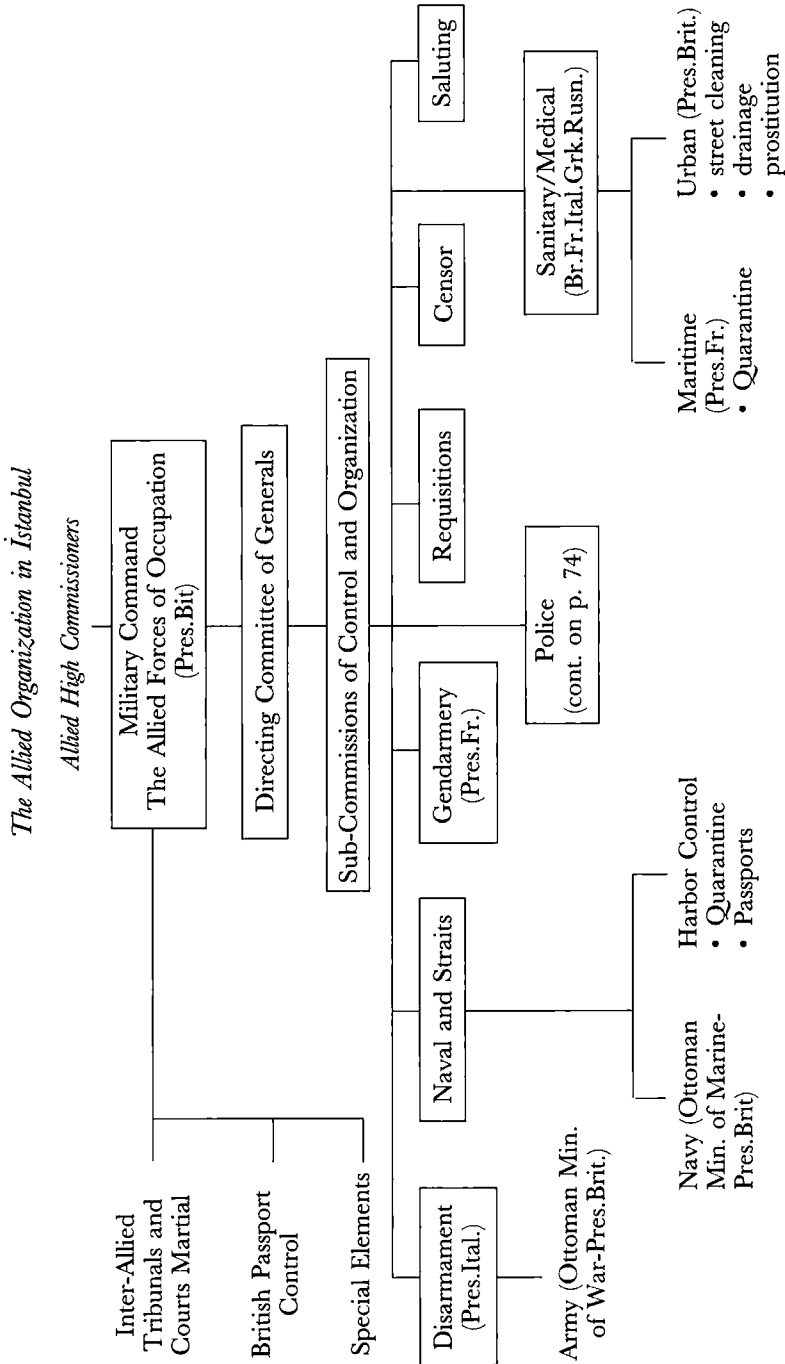 The Allied Organization in İstanbul
Allied High Commissioners
Military Command
The Allied Forces of Occupation
(Pres.Bit)
Inter-Allied
Tribunals and
Courts Martial
British Passport
Control
Special Elements
Directing Committee of Generals
Sub-Commissions of Control and Organization
Disarmament
(Pres.Ital.)
Naval and Straits
Gendarmery
(Pres.Fr.)
Requisitions
Censor
Saluting
Army (Ottoman Min.
of War-Pres.Brit.)
Police
(cont. on p. 74)
Sanitary/Medical
(Br.Fr.Ital.Grk.Rusn.)
Navy (Ottoman
Min. of Marine-
Pres.Brit)
Harbor Control
• Quarantine
• Passports
Maritime
(Pres.Fr.)
• Quarantine
Urban (Pres.Brit.)
• street cleaning
• drainage
• prostitution